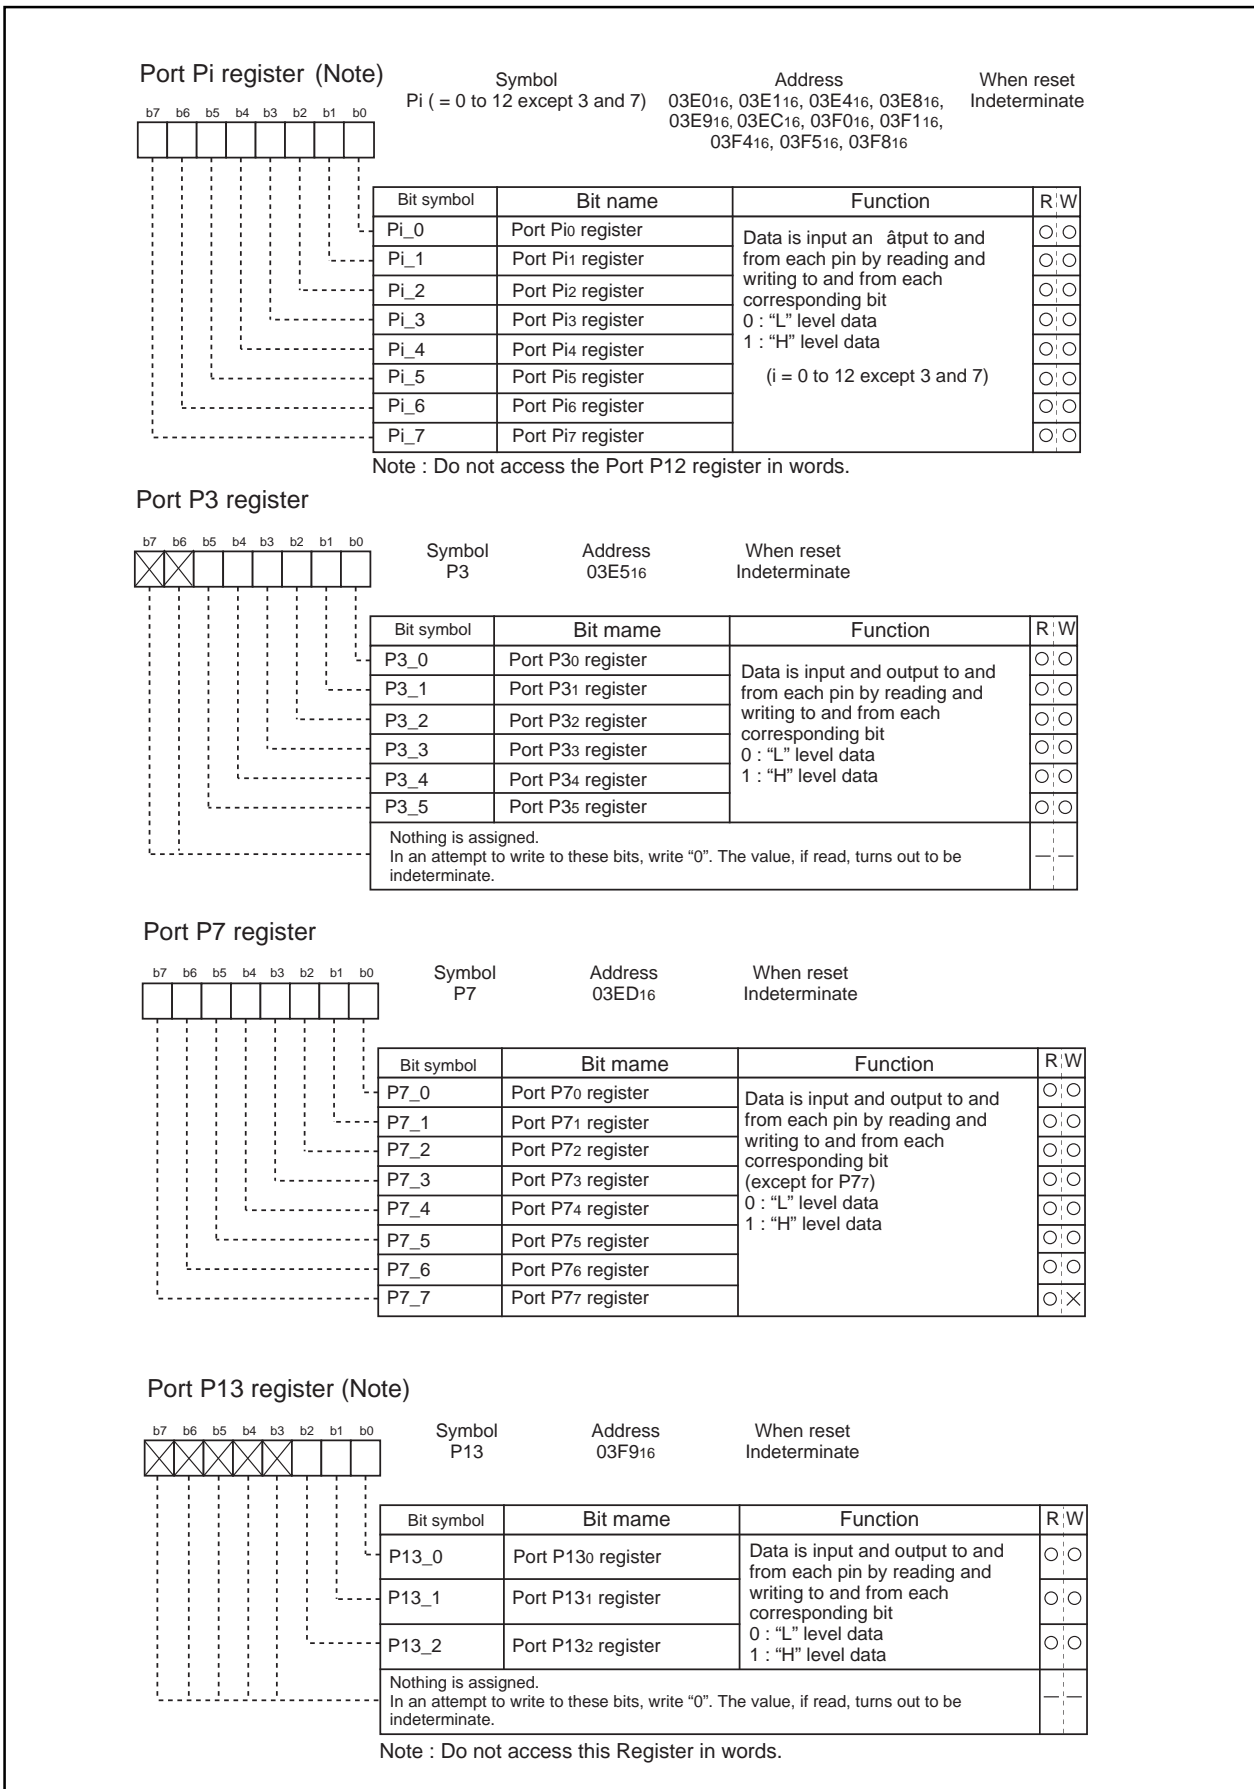 Port Pi register (Note)
Symbol Address When reset
Pi ( = 0 to 12 except 3 and 7) 03E016, 03E116, 03E416, 03E816, Indeterminate
03E916, 03EC16, 03F016, 03F116,
03F416, 03F516, 03F816
b7 b6 b5 b4 b3 b2 b1 b0
Bit symbol Bit name Function R W
Pi_0 Port Pi0 register
Pi_1 Port Pi1 register
Pi_2 Port Pi2 register
Pi_3 Port Pi3 register
Pi_4 Port Pi4 register
Pi_5 Port Pi5 register
Pi_6 Port Pi6 register
Pi_7 Port Pi7 register
Data is input an âtput to and
from each pin by reading and
writing to and from each
corresponding bit
0 : “L” level data
1 : “H” level data
(i = 0 to 12 except 3 and 7)
Note : Do not access the Port P12 register in words.
Port P3 register
b7 b6 b5 b4 b3 b2 b1 b0
Symbol Address When reset
P3 03E516 Indeterminate
Bit symbol Bit mame Function R W
P3_0 Port P30 register
P3_1 Port P31 register
P3_2 Port P32 register
P3_3 Port P33 register
P3_4 Port P34 register
P3_5 Port P35 register
Data is input and output to and
from each pin by reading and
writing to and from each
corresponding bit
0 : “L” level data
1 : “H” level data
Nothing is assigned.
In an attempt to write to these bits, write “0”. The value, if read, turns out to be
indeterminate.
Port P7 register
b7 b6 b5 b4 b3 b2 b1 b0
Symbol Address When reset
P7 03ED16 Indeterminate
Bit symbol Bit mame Function R W
P7_0 Port P70 register
P7_1 Port P71 register
P7_2 Port P72 register
P7_3 Port P73 register
P7_4 Port P74 register
P7_5 Port P75 register
P7_6 Port P76 register
P7_7 Port P77 register
Data is input and output to and
from each pin by reading and
writing to and from each
corresponding bit
(except for P77)
0 : “L” level data
1 : “H” level data
Port P13 register (Note)
b7 b6 b5 b4 b3 b2 b1 b0
Symbol Address When reset
P13 03F916 Indeterminate
Bit symbol Bit mame Function R W
P13_0 Port P130 register
P13_1 Port P131 register
P13_2 Port P132 register
Data is input and output to and
from each pin by reading and
writing to and from each
corresponding bit
0 : “L” level data
1 : “H” level data
Nothing is assigned.
In an attempt to write to these bits, write “0”. The value, if read, turns out to be
indeterminate.
Note : Do not access this Register in words.